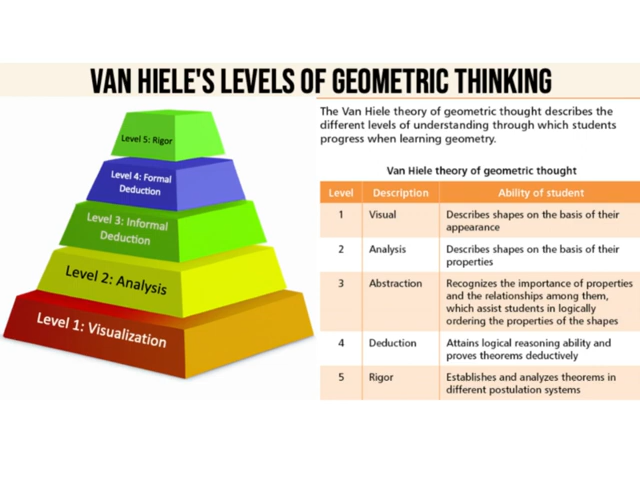 VAN HIELE'S LEVELS OF GEOMETRIC THINKING
Level 5: Rigor
Level 4: Formal
Deduction
Level 3: Informal
Deduction
Level 2: Analysis
Level 1: Visualization
The Van Hiele theory of geometric thought describes the
different levels of understanding through which students
progress when learning geometry.
Van Hiele theory of geometric thought
Level Description Ability of student
1 Visual Describes shapes on the basis of their
appearance
2 Analysis Describes shapes on the basis of their
properties
3 Abstraction Recognizes the importance of properties
and the relationships among them,
which assist students in logically
ordering the properties of the shapes
4 Deduction Attains logical reasoning ability and
proves theorems deductively
5 Rigor Establishes and analyzes theorems in
different postulation systems